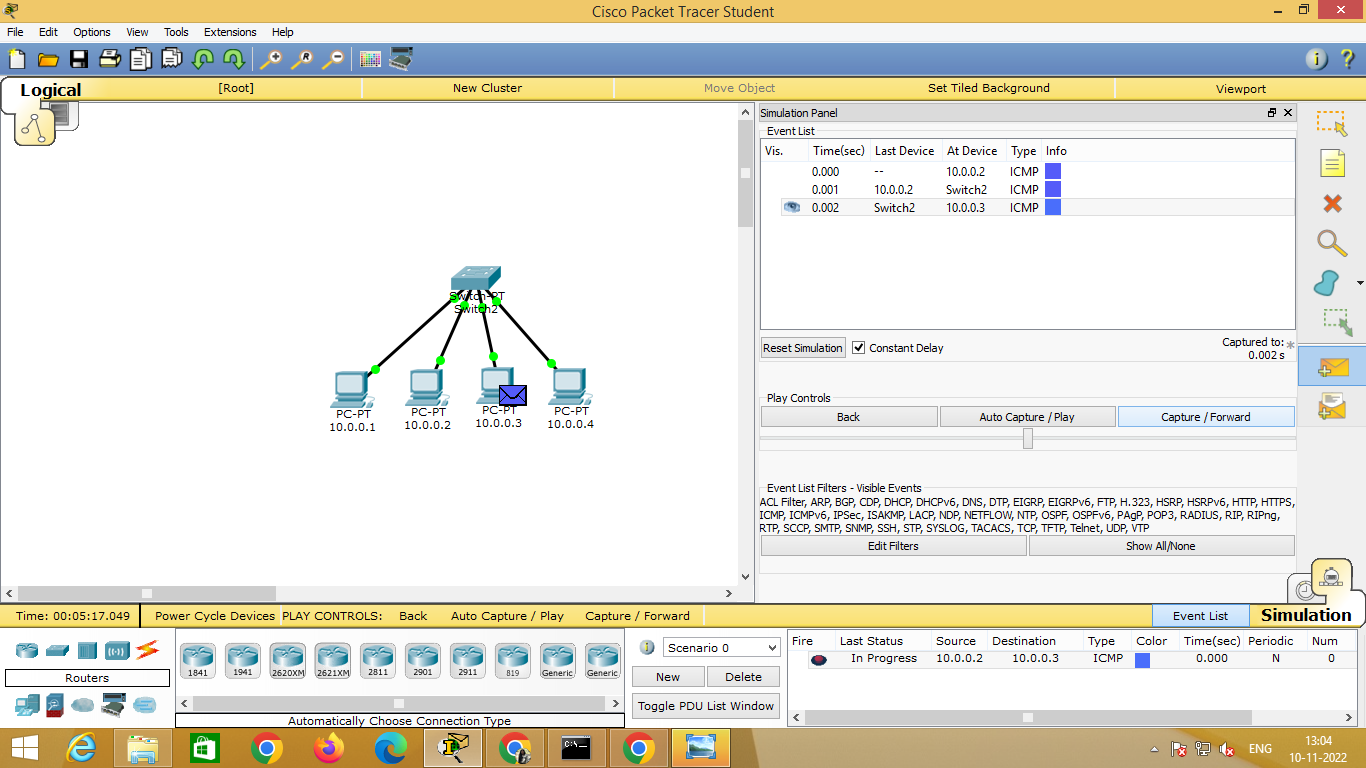 Cisco Packet Tracer Student
File Edit Options View Tools Extensions Help
Logical [Root] New Cluster Move Object Set Tiled Background Viewport
Simulation Panel
Event List
Vis. Time(sec) Last Device At Device Type Info
0.000 -- 10.0.0.2 ICMP
0.001 10.0.0.2 Switch2 ICMP
0.002 Switch2 10.0.0.3 ICMP
Switch-PT
Switch2
PC-PT
10.0.0.1
PC-PT
10.0.0.2
PC-PT
10.0.0.3
PC-PT
10.0.0.4
Reset Simulation Constant Delay Captured to: *
0.002 s
Play Controls
Back Auto Capture / Play Capture / Forward
Event List Filters - Visible Events
ACL Filter, ARP, BGP, CDP, DHCP, DHCPv6, DNS, DTP, EIGRP, EIGRPv6, FTP, H.323, HSRP, HSRPv6, HTTP, HTTPS,
ICMP, ICMPv6, IPSec, ISAKMP, LACP, NDP, NETFLOW, NTP, OSPF, OSPFv6, PAgP, POP3, RADIUS, RIP, RIPng,
RTP, SCCP, SMTP, SNMP, SSH, STP, SYSLOG, TACACS, TCP, TFTP, Telnet, UDP, VTP
Edit Filters Show All/None
Time: 00:05:17.049 Power Cycle Devices PLAY CONTROLS: Back Auto Capture / Play Capture / Forward Event List Simulation
Routers
1841 1941 2620XM 2621XM 2811 2901 2911 819 Generic Generic
Automatically Choose Connection Type
Scenario 0
New Delete
Toggle PDU List Window
Fire Last Status Source Destination Type Color Time(sec) Periodic Num
In Progress 10.0.0.2 10.0.0.3 ICMP 0.000 N 0
ENG
13:04
10-11-2022